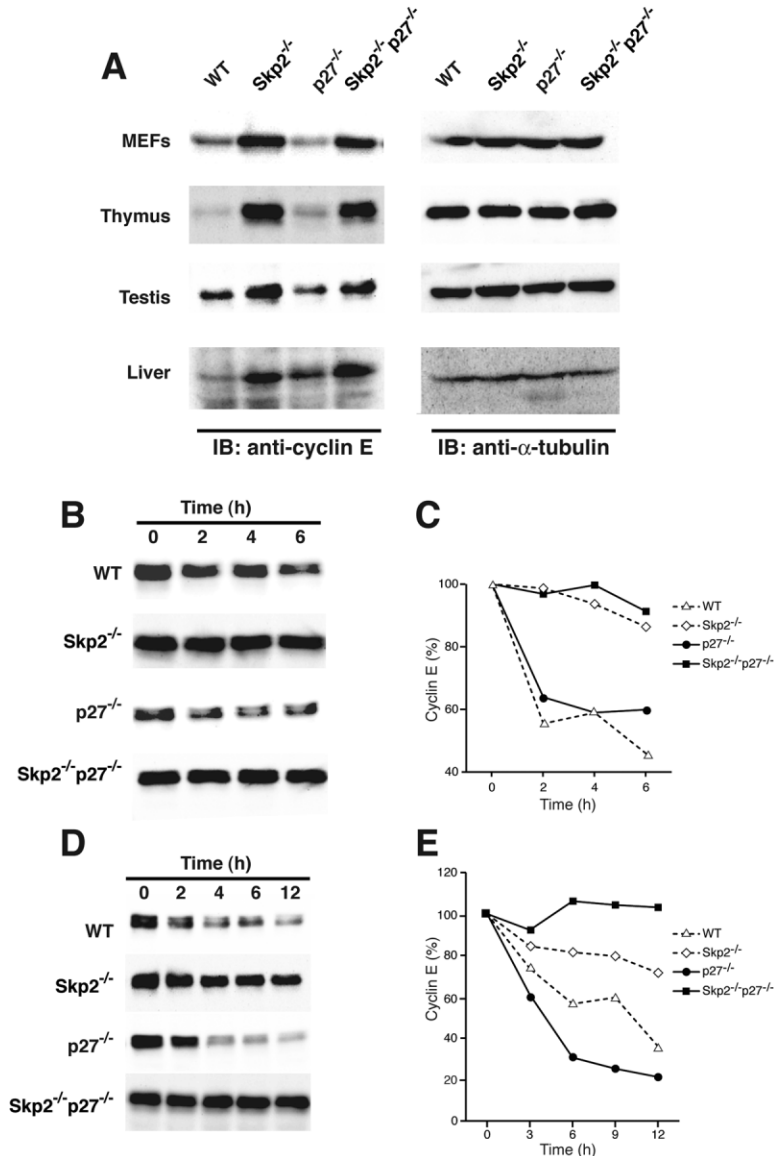 A
WT Skp2-/- p27-/- Skp2-/-p27-/- WT Skp2-/- p27-/- Skp2-/-p27-/-
MEFs
Thymus
Testis
Liver
IB: anti-cyclin E IB: anti-α-tubulin
B
Time (h)
0 2 4 6
WT
Skp2-/-
p27-/-
Skp2-/-p27-/-
C
100
80
60
40
Cyclin E (%)
0 2 4 6
Time (h)
WT
Skp2-/-
p27-/-
Skp2-/-p27-/-
D
Time (h)
0 2 4 6 12
WT
Skp2-/-
p27-/-
Skp2-/-p27-/-
E
120
100
80
60
40
20
0
Cyclin E (%)
0 3 6 9 12
Time (h)
WT
Skp2-/-
p27-/-
Skp2-/-p27-/-